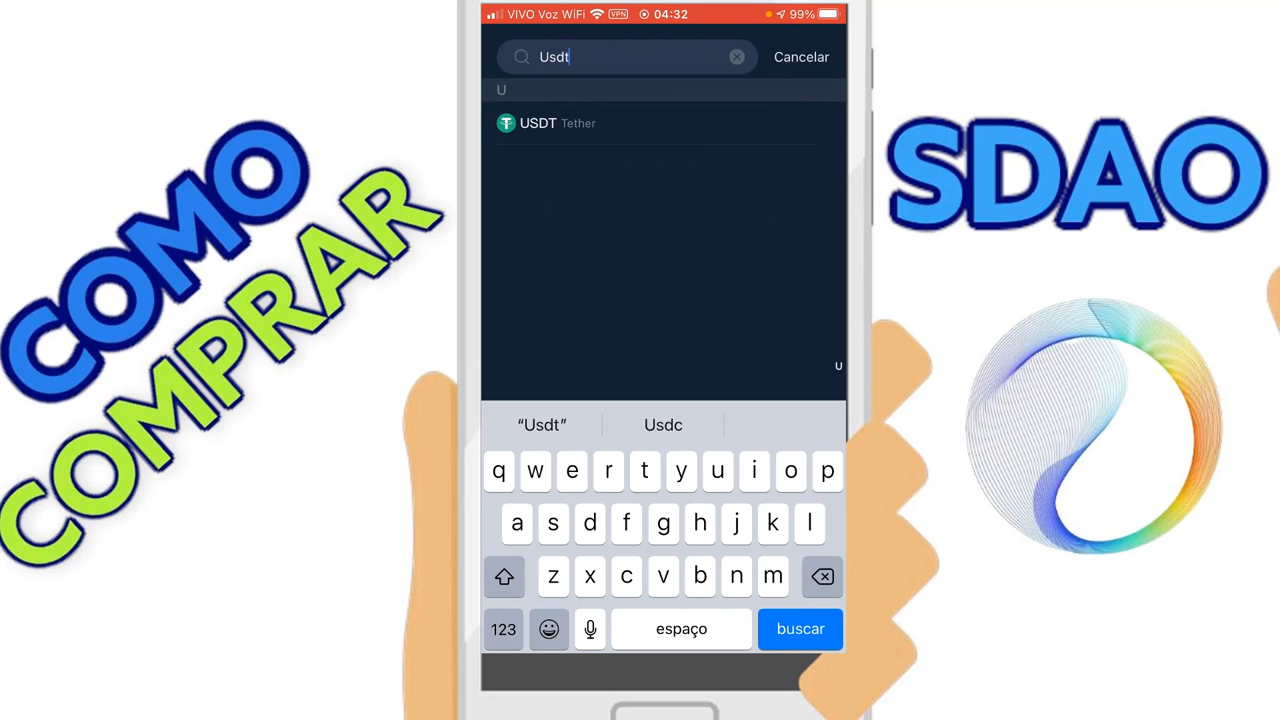 COMO
COMPRAR
SDAO
VIVO Voz WiFi VPN 04:32 99%
Usdt
Cancelar
U
USDT Tether
U
“Usdt” Usdc
q w e r t y u i o p
a s d f g h j k l
z x c v b n m
123 espaço buscar